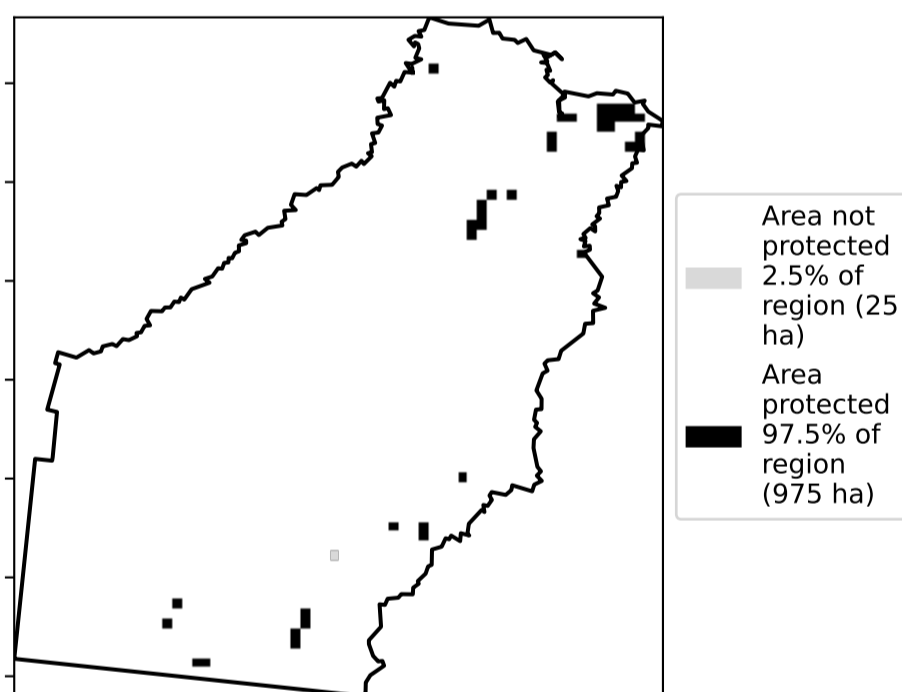 Area not
protected
2.5% of
region (25
ha)
Area
protected
97.5% of
region
(975 ha)